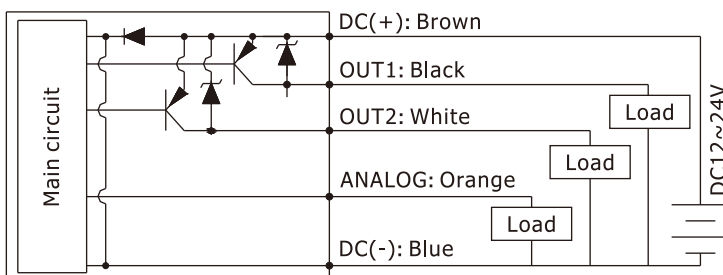 DC(+): Brown
OUT1: Black
Load
OUT2: White
Load
ANALOG: Orange
Load
DC(-): Blue
Main circuit
DC12~24V